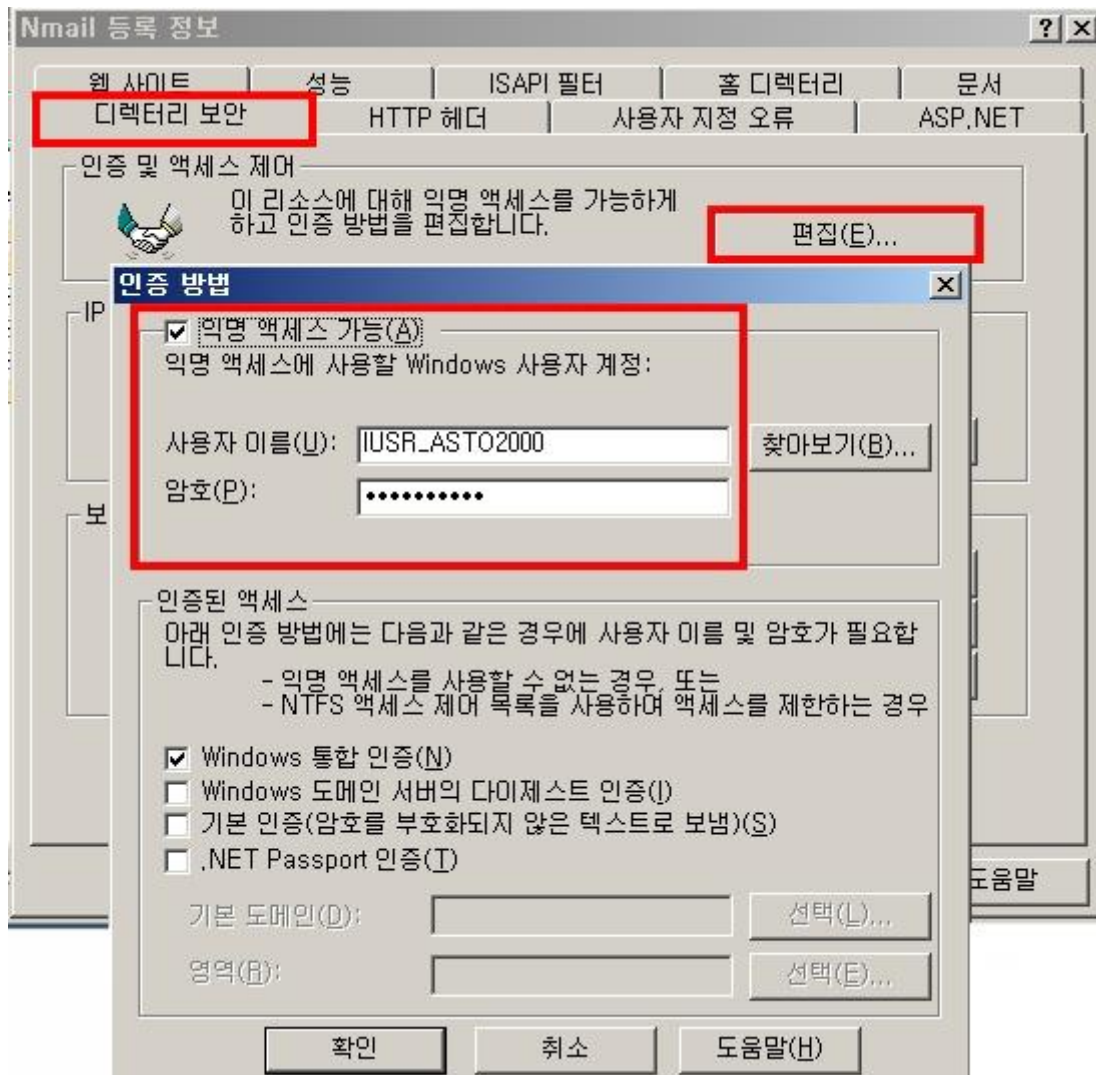 Nmail 등록 정보
웹 사이트 성능 ISAPI 필터 홈 디렉터리 문서
디렉터리 보안 HTTP 헤더 사용자 지정 오류 ASP.NET
인증 및 액세스 제어
이 리소스에 대해 익명 액세스를 가능하게
하고 인증 방법을 편집합니다.
편집(E)...
인증 방법
IP
익명 액세스 가능(A)
익명 액세스에 사용할 Windows 사용자 계정:
사용자 이름(U): IUSR_ASTO2000 찾아보기(B)...
암호(P): ●●●●●●●●●●
보
인증된 액세스
아래 인증 방법에는 다음과 같은 경우에 사용자 이름 및 암호가 필요합
니다.
- 익명 액세스를 사용할 수 없는 경우, 또는
- NTFS 액세스 제어 목록을 사용하여 액세스를 제한하는 경우
Windows 통합 인증(N)
Windows 도메인 서버의 다이제스트 인증(I)
기본 인증(암호를 부호화되지 않은 텍스트로 보냄)(S)
.NET Passport 인증(T)
도움말
기본 도메인(D): 선택(L)...
영역(R): 선택(E)...
확인 취소 도움말(H)